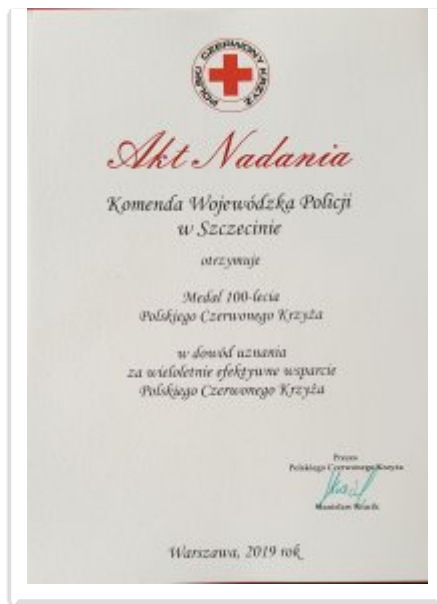 POLSKI CZERWONY KRZYŻ
Akt Nadania
Komenda Wojewódzka Policji
w Szczecinie
otrzymuje
Medal 100-lecia
Polskiego Czerwonego Krzyża
w dowód uznania
za wieloletnie efektywne wsparcie
Polskiego Czerwonego Krzyża
Prezes
Polskiego Czerwonego Krzyża
Stanisław
Warszawa, 2019 rok